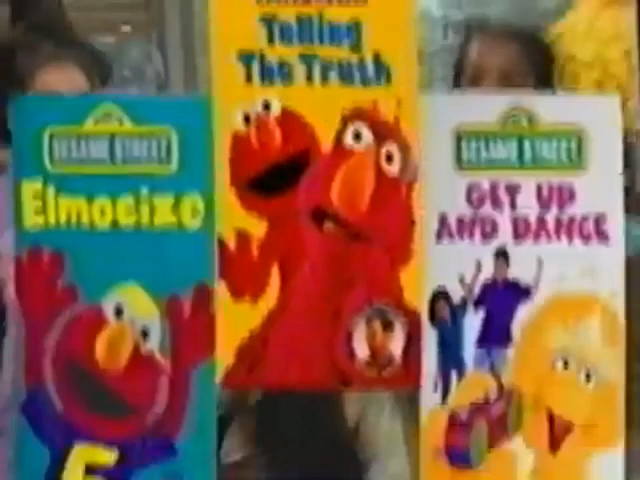 Telling
The Truth
SESAME STREET
Elmocize
SESAME STREET
GET UP
AND DANCE
E